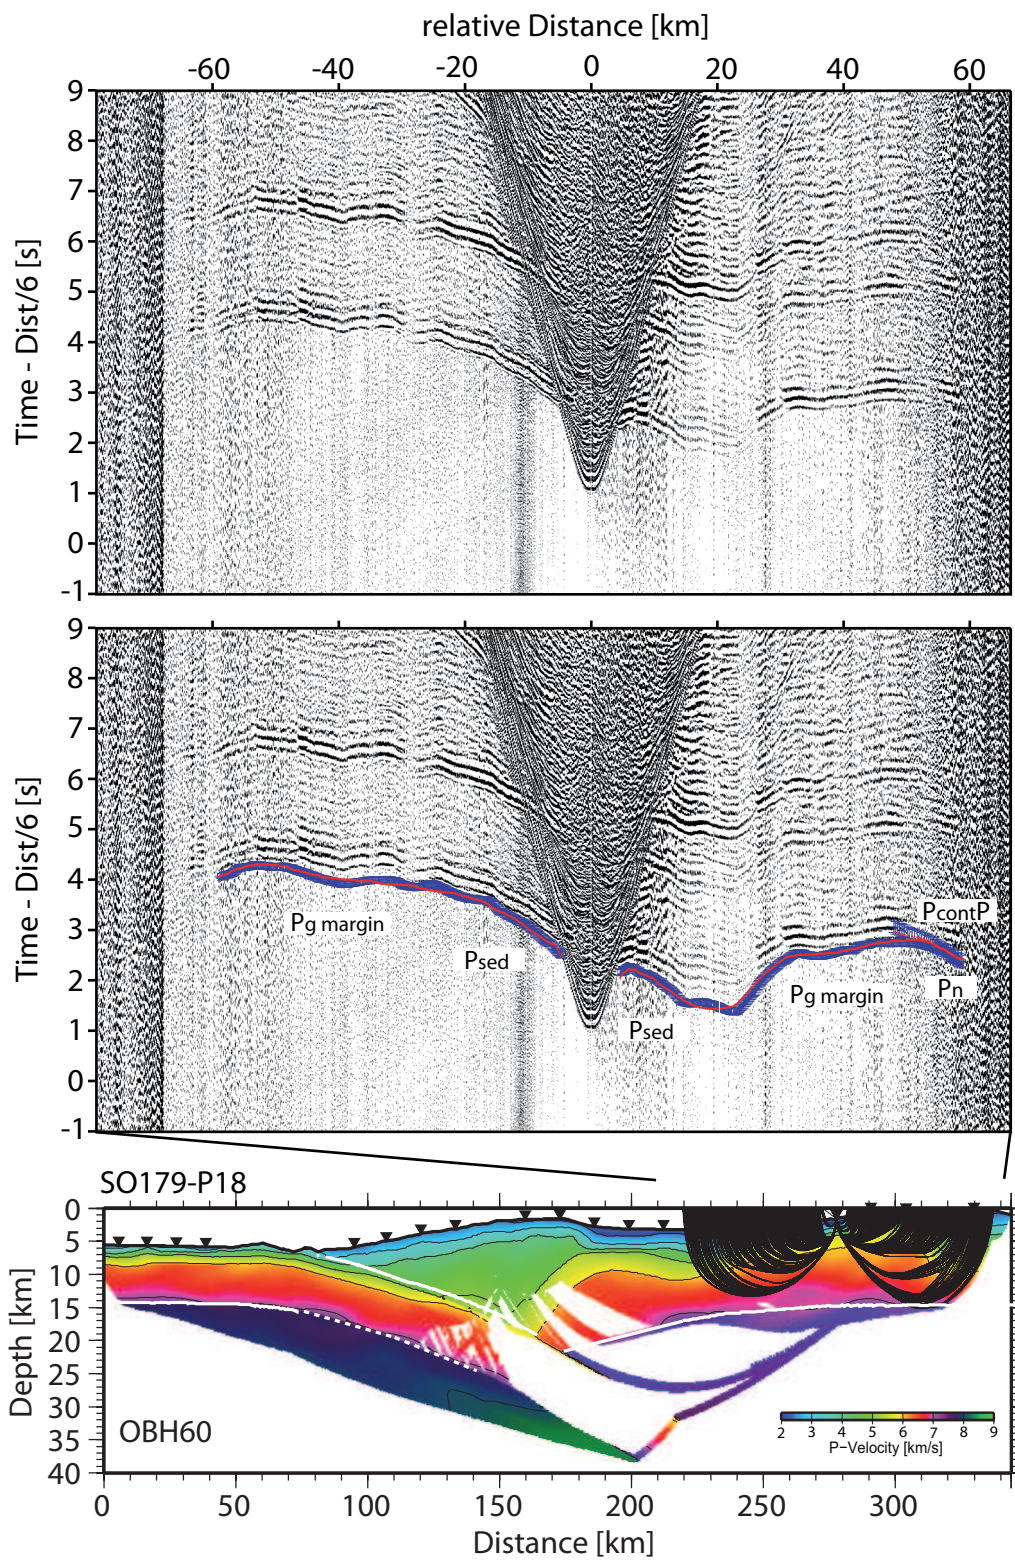 relative Distance [km]
-60 -40 -20 0 20 40 60
9
8
7
6
5
4
3
2
1
0
-1
Time - Dist/6 [s]
9
8
7
6
5
4
3
2
1
0
-1
Time - Dist/6 [s]
Pg margin
Psed
Psed
Pg margin
PcontP
Pn
SO179-P18
0
5
10
15
20
25
30
35
40
Depth [km]
OBH60
2 3 4 5 6 7 8 9
P-Velocity [km/s]
0 50 100 150 200 250 300
Distance [km]